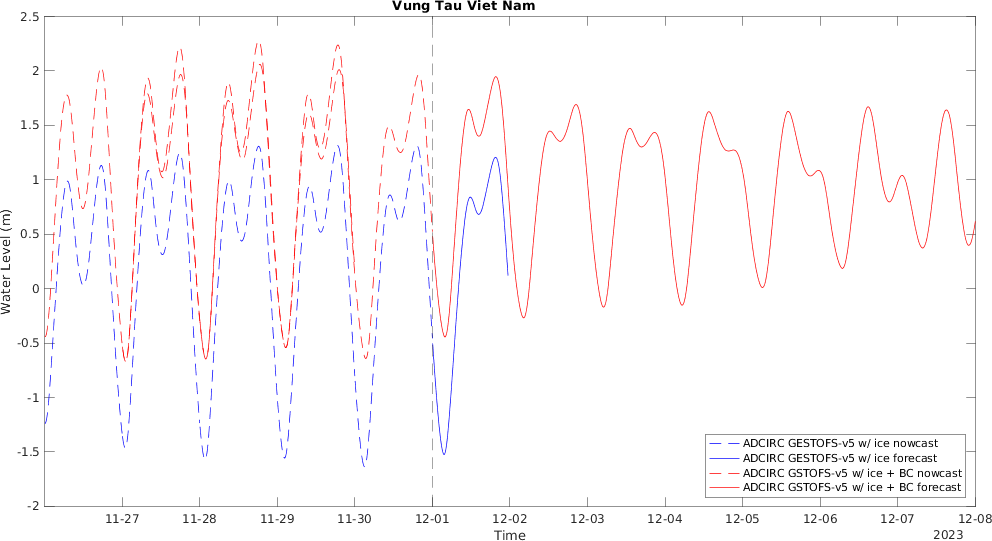 Vung Tau Viet Nam
2.5
2
1.5
1
0.5
0
-0.5
-1
-1.5
-2
Water Level (m)
11-27 11-28 11-29 11-30 12-01 12-02 12-03 12-04 12-05 12-06 12-07 12-08
Time
2023
ADCIRC GESTOFS-v5 w/ ice nowcast
ADCIRC GESTOFS-v5 w/ ice forecast
ADCIRC GSTOFS-v5 w/ ice + BC nowcast
ADCIRC GSTOFS-v5 w/ ice + BC forecast